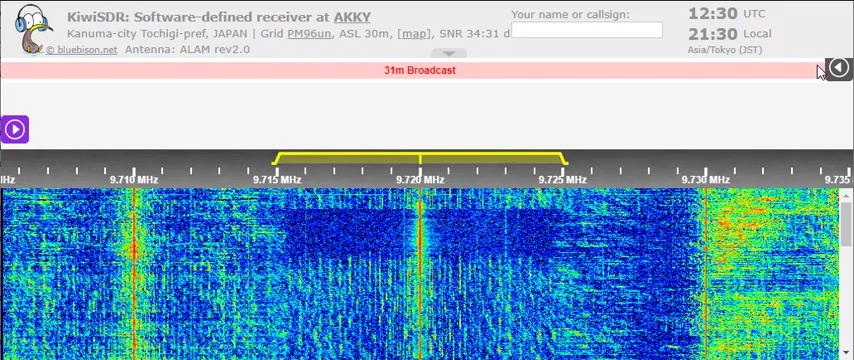 KiwiSDR: Software-defined receiver at AKKY
Kanuma-city Tochigi-pref, JAPAN | Grid PM96un, ASL 30m, [map], SNR 34:31 d
© bluebison.net Antenna: ALAM rev2.0
Your name or callsign:
12:30 UTC
21:30 Local
Asia/Tokyo (JST)
31m Broadcast
Hz 9.710 MHz 9.715 MHz 9.720 MHz 9.725 MHz 9.730 MHz 9.735